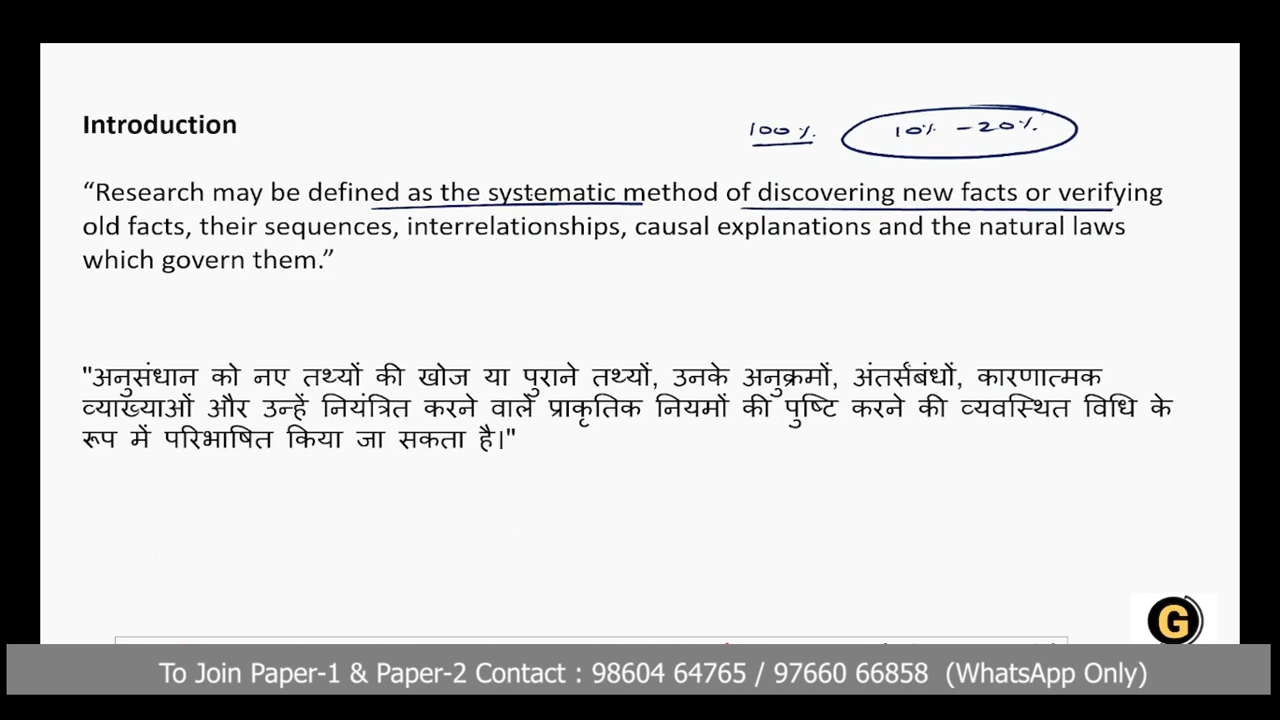 Introduction
100% 10% - 20%
“Research may be defined as the systematic method of discovering new facts or verifying
old facts, their sequences, interrelationships, causal explanations and the natural laws
which govern them.”
"अनुसंधान को नए तथ्यों की खोज या पुराने तथ्यों, उनके अनुक्रमों, अंतर्संबंधों, कारणात्मक
व्याख्याओं और उन्हें नियंत्रित करने वाले प्राकृतिक नियमों की पुष्टि करने की व्यवस्थित विधि के
रूप में परिभाषित किया जा सकता है।"
G
To Join Paper-1 & Paper-2 Contact : 98604 64765 / 97660 66858 (WhatsApp Only)